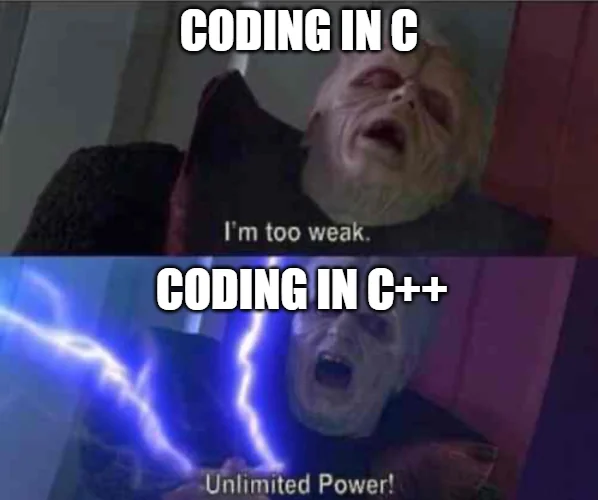 CODING IN C
I'm too weak.
CODING IN C++
Unlimited Power!